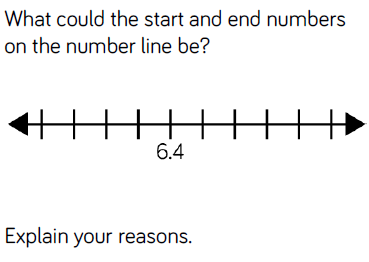 What could the start and end numbers
on the number line be?
6.4
Explain your reasons.